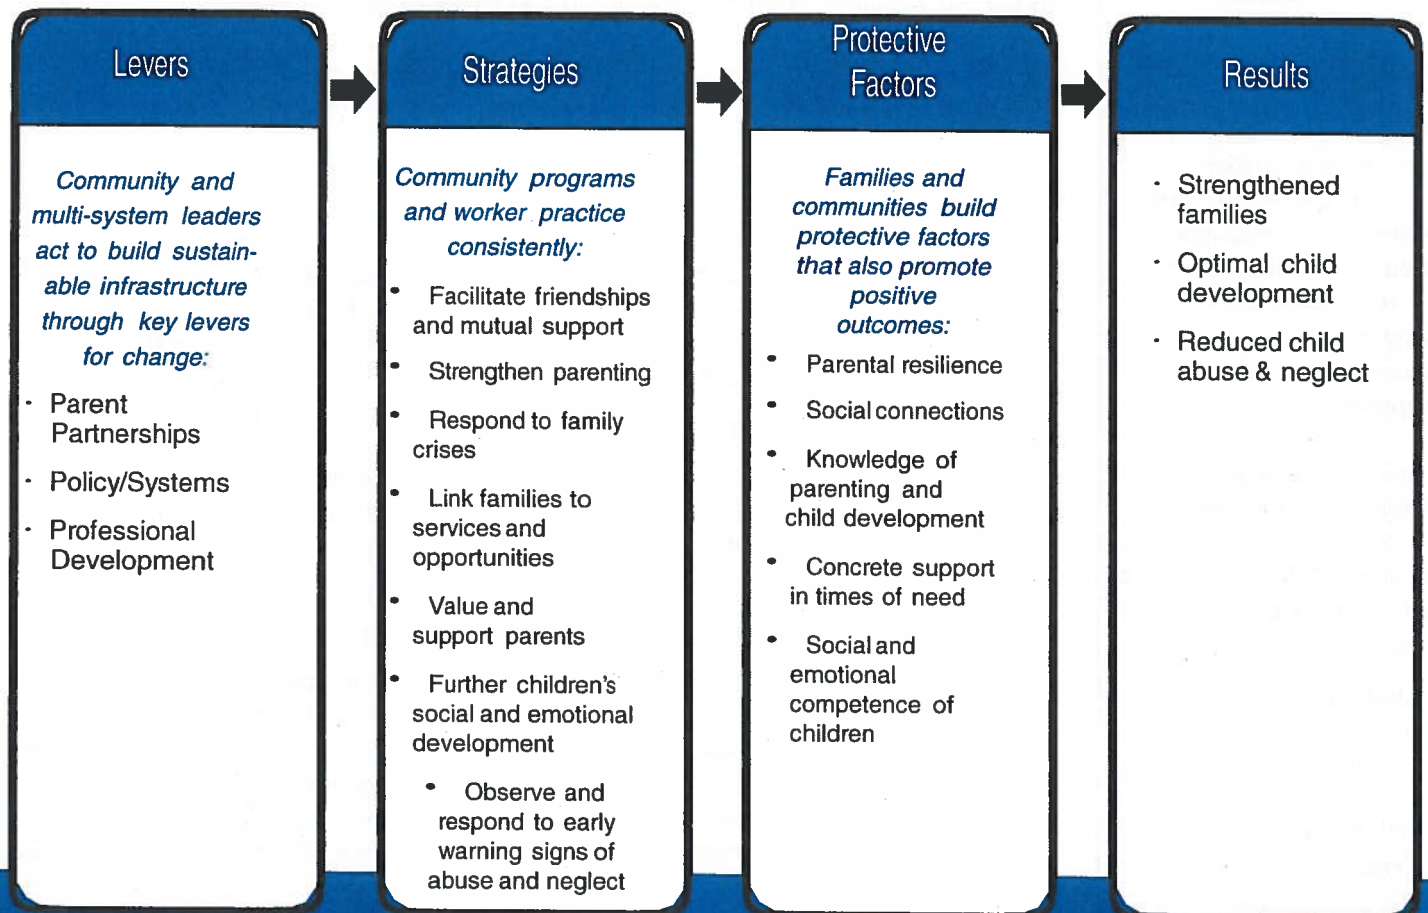 Levers
Community and
multi-system leaders
act to build sustain-
able infrastructure
through key levers
for change:
· Parent
Partnerships
· Policy/Systems
· Professional
Development
Strategies
Community programs
and worker practice
consistently:
• Facilitate friendships
and mutual support
• Strengthen parenting
• Respond to family
crises
• Link families to
services and
opportunities
• Value and
support parents
• Further children's
social and emotional
development
• Observe and
respond to early
warning signs of
abuse and neglect
Protective
Factors
Families and
communities build
protective factors
that also promote
positive
outcomes:
• Parental resilience
• Social connections
• Knowledge of
parenting and
child development
• Concrete support
in times of need
• Social and
emotional
competence of
children
Results
· Strengthened
families
· Optimal child
development
· Reduced child
abuse & neglect